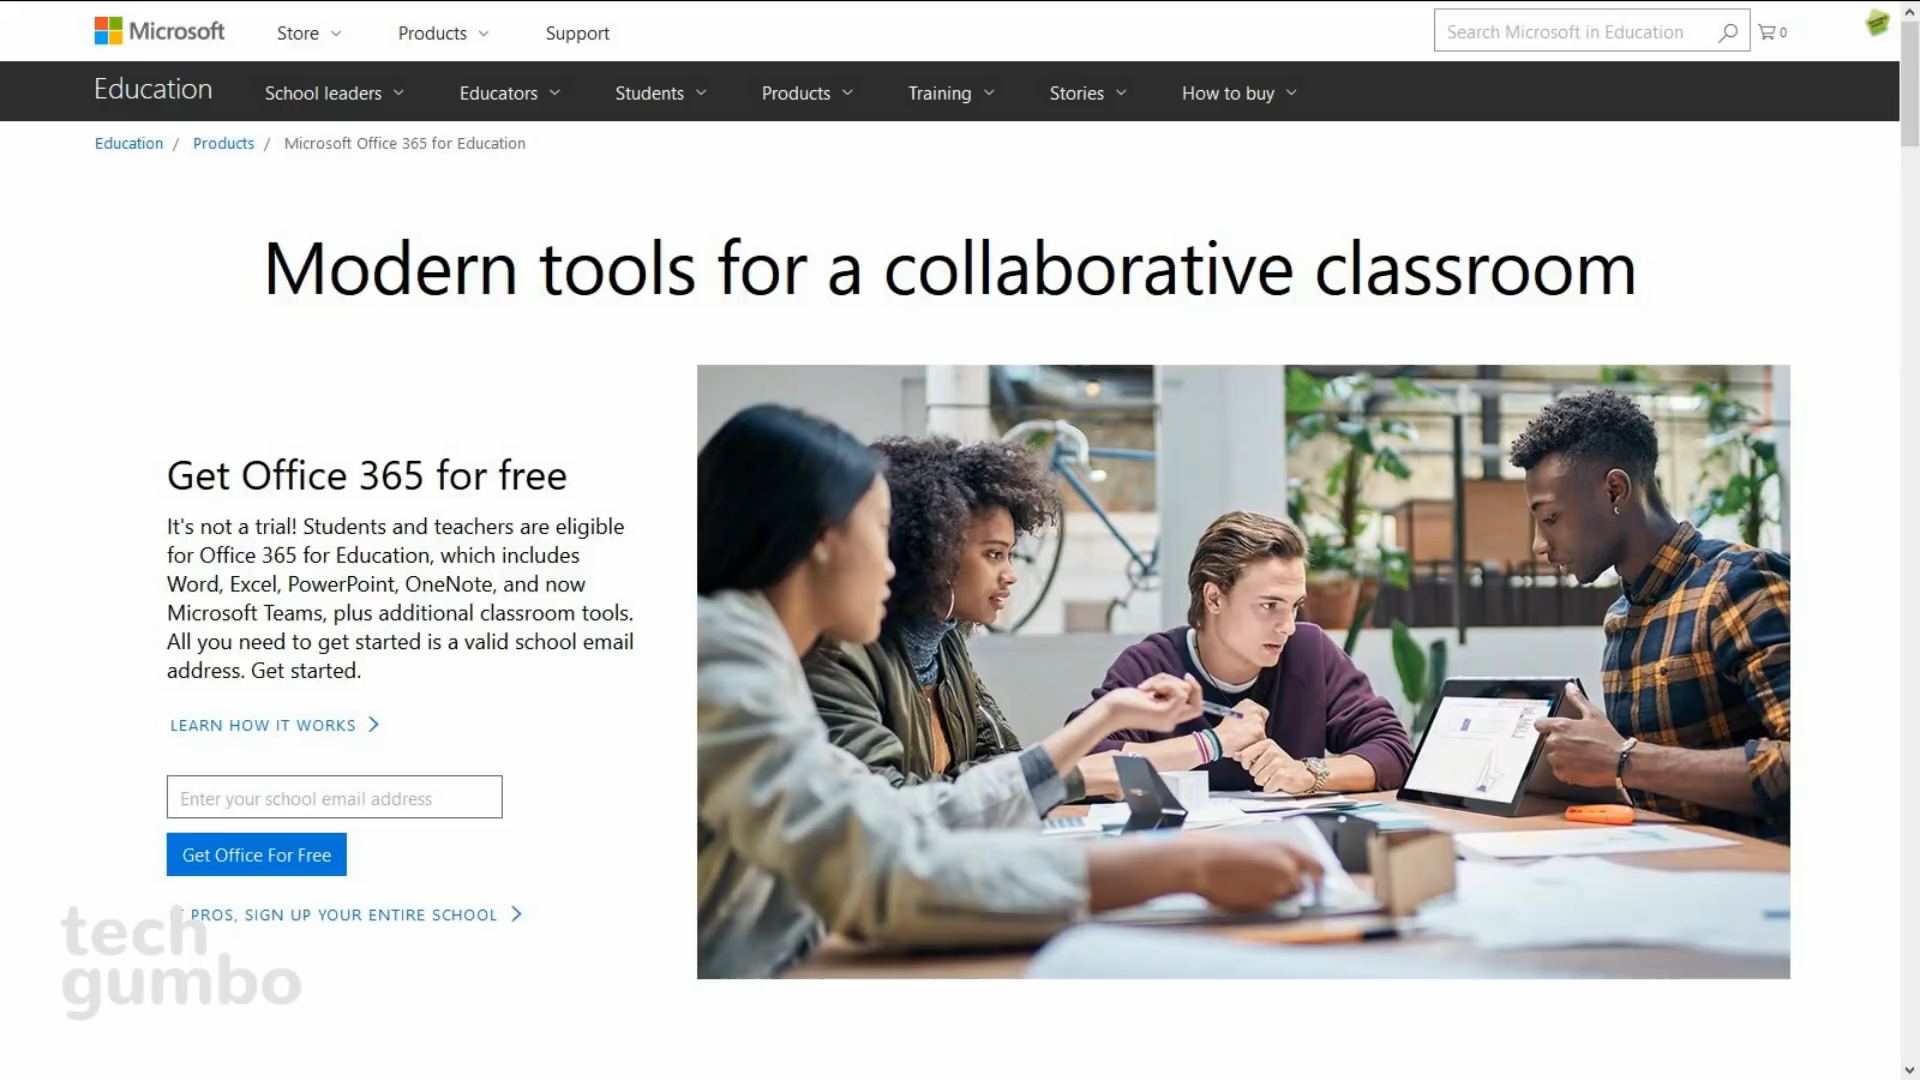 Microsoft
Store
Products
Support
Search Microsoft in Education
0
Education
School leaders
Educators
Students
Products
Training
Stories
How to buy
Education / Products / Microsoft Office 365 for Education
Modern tools for a collaborative classroom
Get Office 365 for free
It's not a trial! Students and teachers are eligible
for Office 365 for Education, which includes
Word, Excel, PowerPoint, OneNote, and now
Microsoft Teams, plus additional classroom tools.
All you need to get started is a valid school email
address. Get started.
LEARN HOW IT WORKS
Enter your school email address
Get Office For Free
PROS, SIGN UP YOUR ENTIRE SCHOOL
tech
gumbo